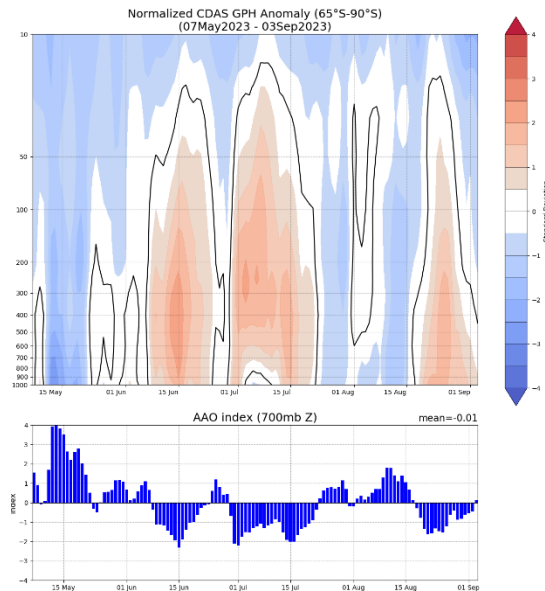 Normalized CDAS GPH Anomaly (65°S-90°S)
(07May2023 - 03Sep2023)
10
50
100
200
300
400
500
600
700
800
900
1000
15 May
01 Jun
15 Jun
01 Jul
15 Jul
01 Aug
15 Aug
01 Sep
4
3
2
1
0
−1
−2
−3
−4
AAO index (700mb Z)
mean=-0.01
index
4
3
2
1
0
−1
−2
−3
−4
15 May
01 Jun
15 Jun
01 Jul
15 Jul
01 Aug
15 Aug
01 Sep